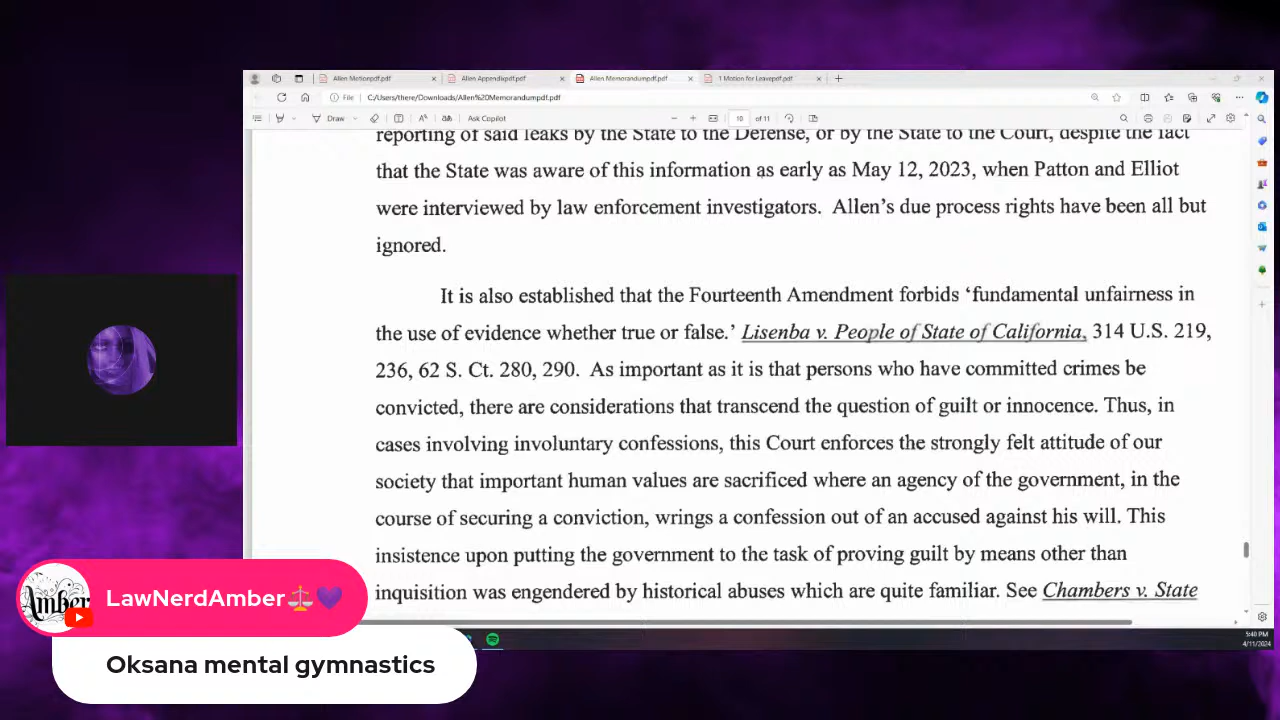 Allen Motionpdf.pdf
Allen Appendixpdf.pdf
Allen Memorandumpdf.pdf
1 Motion for Leavepdf.pdf
File
C:/Users/there/Downloads/Allen%20Memorandumpdf.pdf
Draw
Ask Copilot
10 of 11
reporting of said leaks by the State to the Defense, or by the State to the Court, despite the fact
that the State was aware of this information as early as May 12, 2023, when Patton and Elliot
were interviewed by law enforcement investigators. Allen's due process rights have been all but
ignored.
It is also established that the Fourteenth Amendment forbids 'fundamental unfairness in
the use of evidence whether true or false.' Lisenba v. People of State of California, 314 U.S. 219,
236, 62 S. Ct. 280, 290. As important as it is that persons who have committed crimes be
convicted, there are considerations that transcend the question of guilt or innocence. Thus, in
cases involving involuntary confessions, this Court enforces the strongly felt attitude of our
society that important human values are sacrificed where an agency of the government, in the
course of securing a conviction, wrings a confession out of an accused against his will. This
insistence upon putting the government to the task of proving guilt by means other than
inquisition was engendered by historical abuses which are quite familiar. See Chambers v. State
5:40 PM
4/11/2024
Amber
LawNerdAmber⚖️💜
Oksana mental gymnastics